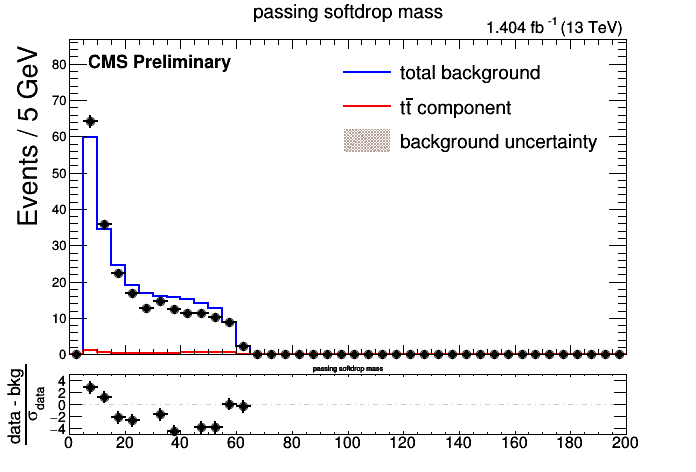 passing softdrop mass
1.404 fb⁻¹ (13 TeV)
CMS Preliminary
total background
tt̄ component
background uncertainty
Events / 5 GeV
80
70
60
50
40
30
20
10
0
passing softdrop mass
data - bkg
σdata
4
2
0
−2
−4
0 20 40 60 80 100 120 140 160 180 200